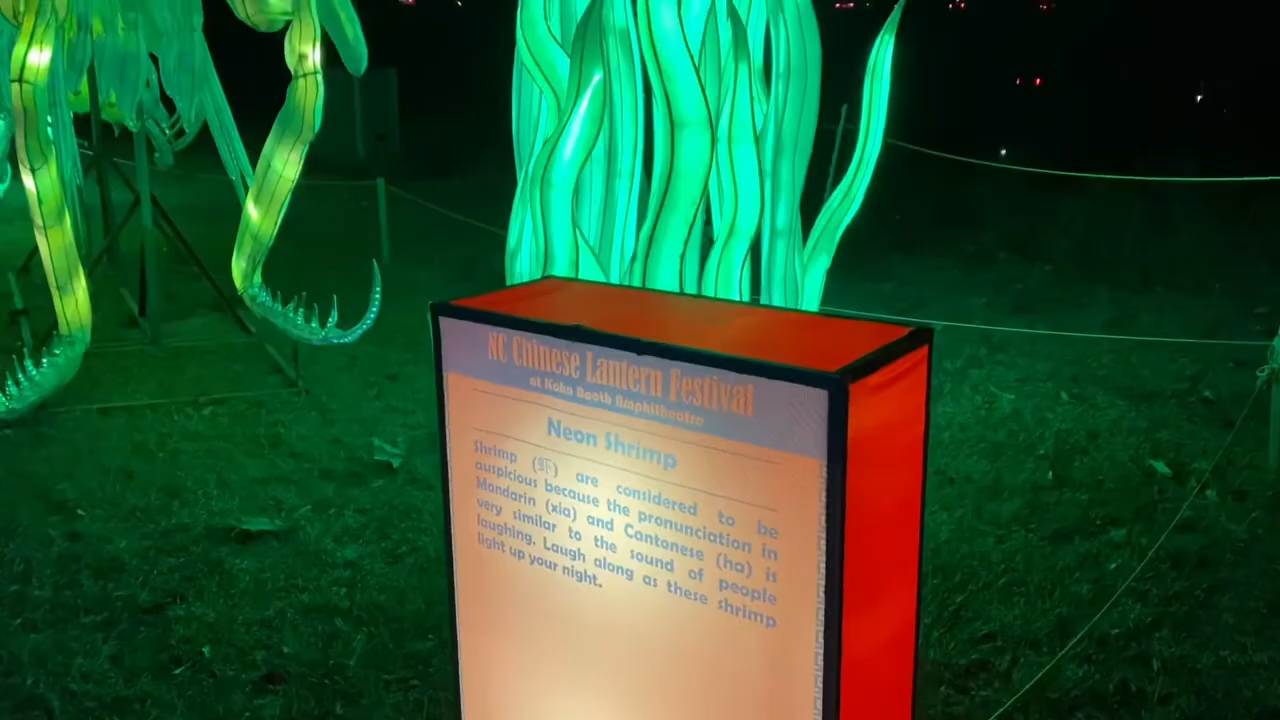 NC Chinese Lantern Festival
at Koka Booth Amphitheatre
Neon Shrimp
Shrimp (虾) are considered to be
auspicious because the pronunciation in
Mandarin (xia) and Cantonese (ha) is
very similar to the sound of people
laughing. Laugh along as these shrimp
light up your night.